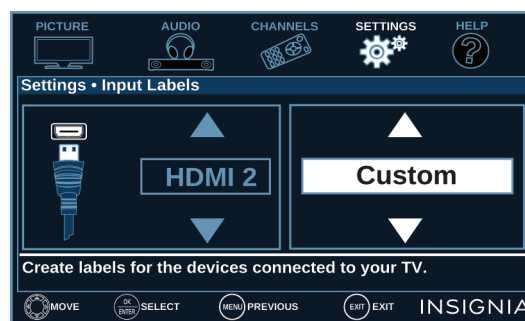 PICTURE AUDIO CHANNELS SETTINGS HELP
?
Settings • Input Labels
HDMI 2 Custom
Create labels for the devices connected to your TV.
MOVE OK ENTER SELECT MENU PREVIOUS EXIT EXIT INSIGNIA